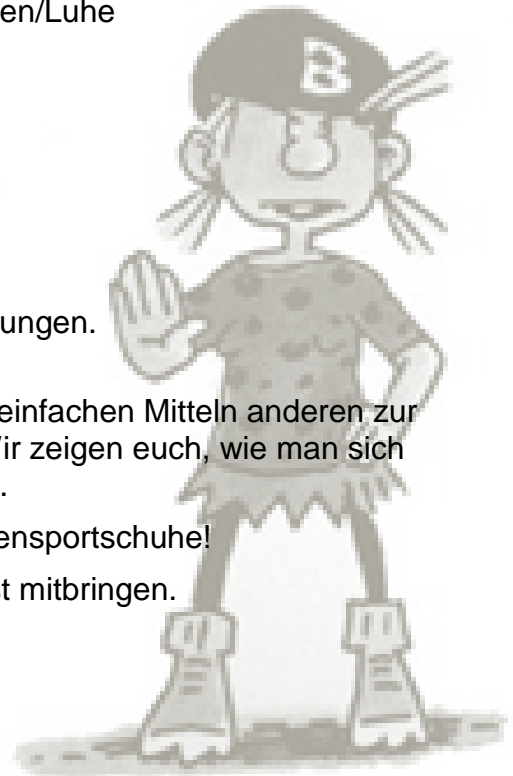 en/Luhe
B
ungen.
einfachen Mitteln anderen zur
ir zeigen euch, wie man sich
.
ensportschuhe!
t mitbringen.